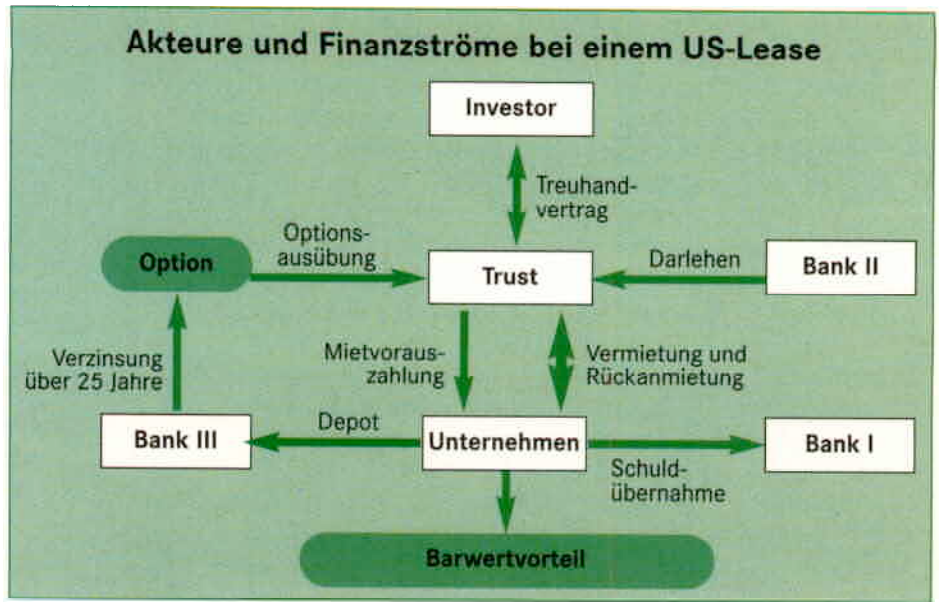 Akteure und Finanzströme bei einem US-Lease
Investor
Treuhand-
vertrag
Options-
ausübung
Option
Trust
Darlehen
Bank II
Verzinsung
über 25 Jahre
Mietvoraus-
zahlung
Vermietung und
Rückanmietung
Bank III
Depot
Unternehmen
Bank I
Schuld-
übernahme
Barwertvorteil